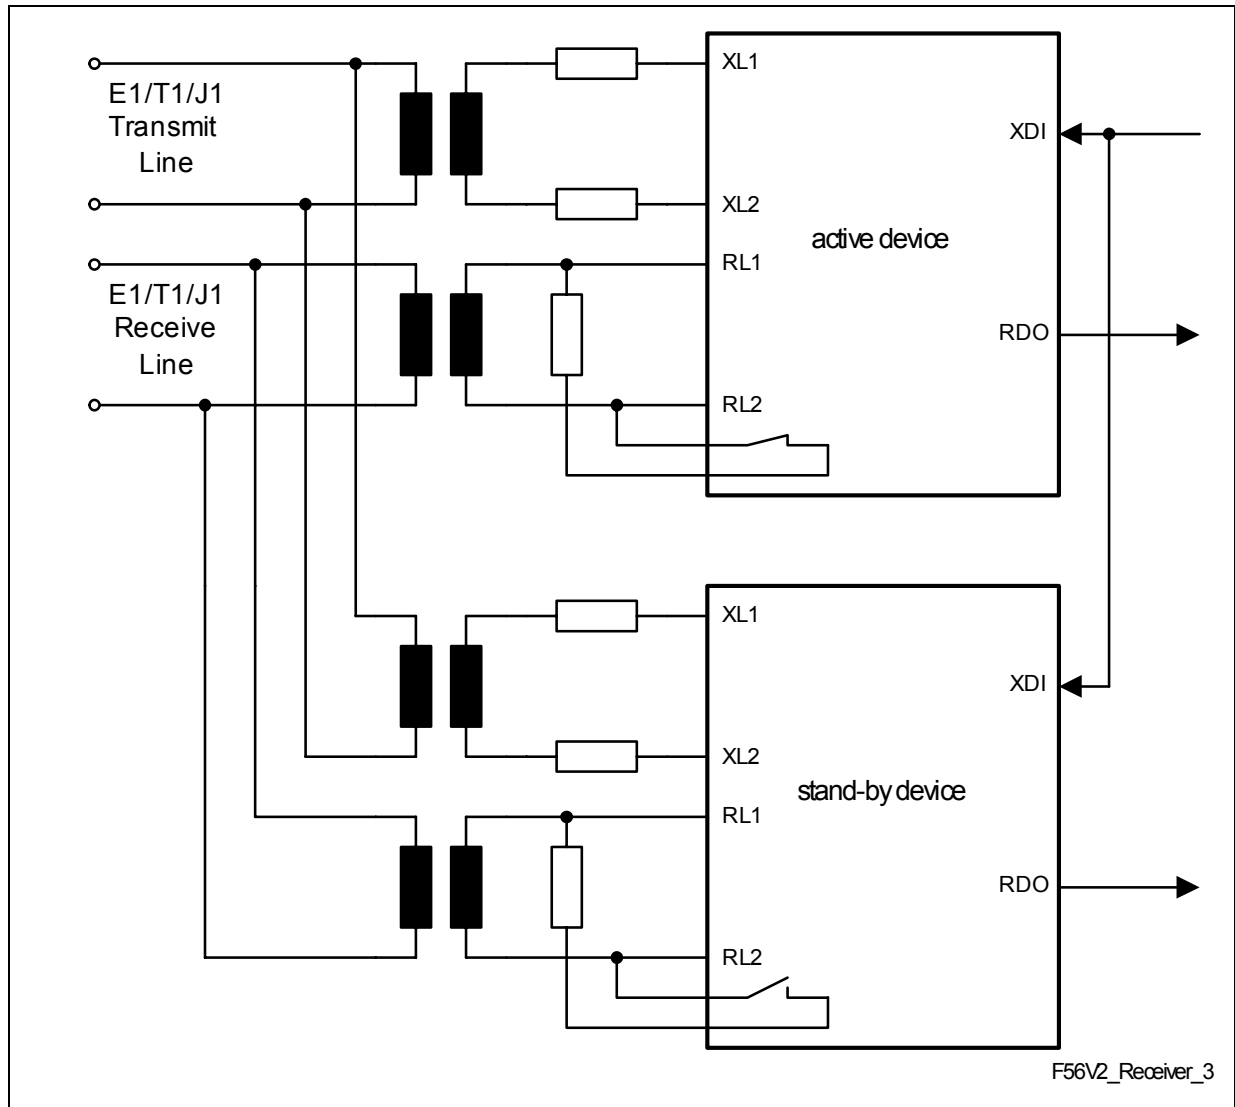 E1/T1/J1
Transmit
Line
XL1
XDI
XL2
active device
RL1
E1/T1/J1
Receive
Line
RDO
RL2
XL1
XDI
XL2
stand-by device
RL1
RDO
RL2
F56V2_Receiver_3